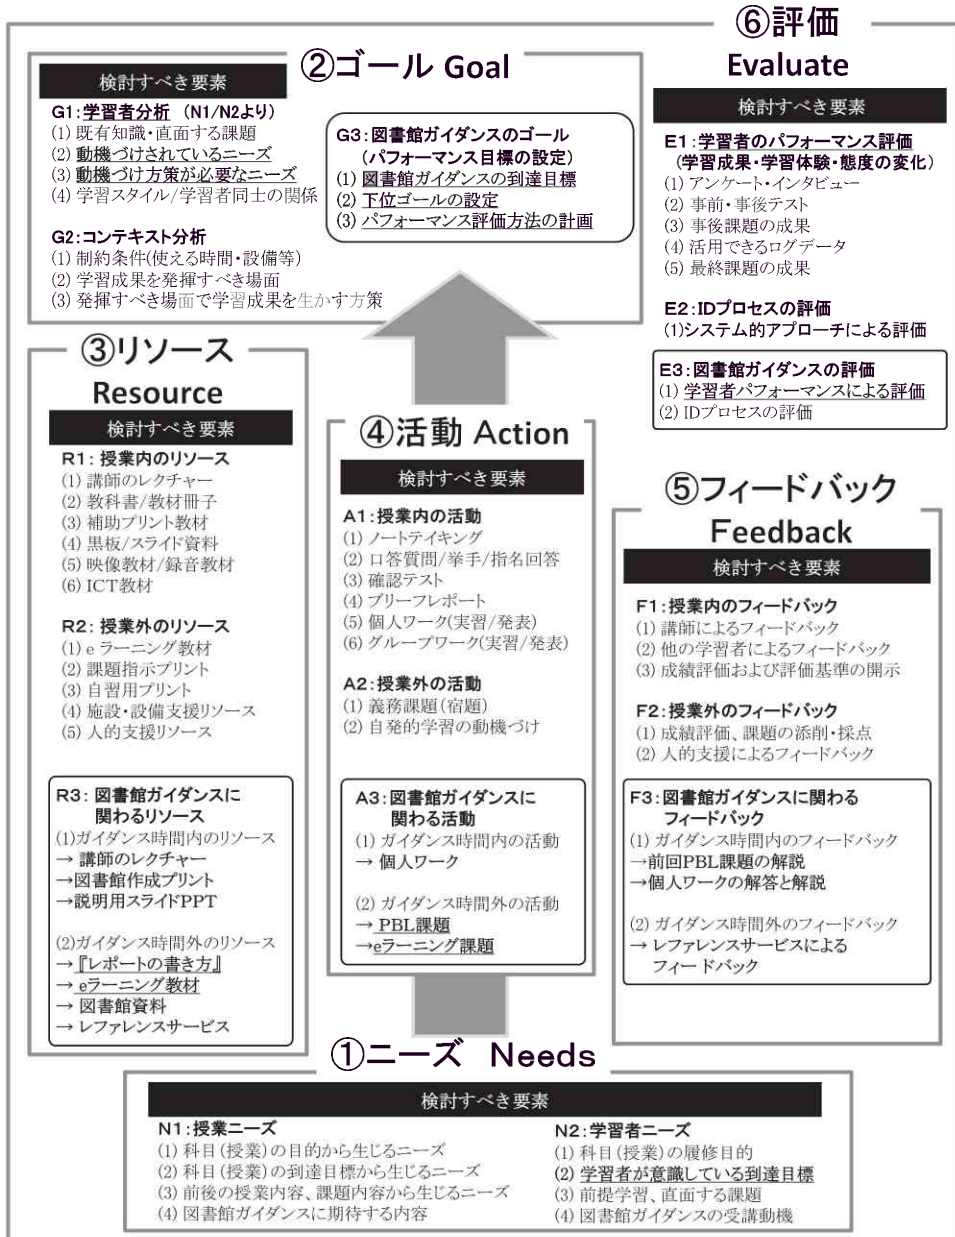 ⑥評価
Evaluate
検討すべき要素
E1:学習者のパフォーマンス評価
(学習成果・学習体験・態度の変化)
(1) アンケート・インタビュー
(2) 事前・事後テスト
(3) 事後課題の成果
(4) 活用できるログデータ
(5) 最終課題の成果
E2:IDプロセスの評価
(1)システム的アプローチによる評価
E3:図書館ガイダンスの評価
(1) 学習者パフォーマンスによる評価
(2) IDプロセスの評価
②ゴール Goal
検討すべき要素
G1:学習者分析 (N1/N2より)
(1) 既有知識・直面する課題
(2) 動機づけされているニーズ
(3) 動機づけ方策が必要なニーズ
(4) 学習スタイル/学習者同士の関係
G2:コンテキスト分析
(1) 制約条件(使える時間・設備等)
(2) 学習成果を発揮すべき場面
(3) 発揮すべき場面で学習成果を生かす方策
G3:図書館ガイダンスのゴール
(パフォーマンス目標の設定)
(1) 図書館ガイダンスの到達目標
(2) 下位ゴールの設定
(3) パフォーマンス評価方法の計画
③リソース
Resource
検討すべき要素
R1: 授業内のリソース
(1) 講師のレクチャー
(2) 教科書/教材冊子
(3) 補助プリント教材
(4) 黒板/スライド資料
(5) 映像教材/録音教材
(6) ICT教材
R2: 授業外のリソース
(1) e ラーニング教材
(2) 課題指示プリント
(3) 自習用プリント
(4) 施設・設備支援リソース
(5) 人的支援リソース
R3: 図書館ガイダンスに
関わるリソース
(1)ガイダンス時間内のリソース
→ 講師のレクチャー
→図書館作成プリント
→説明用スライドPPT
(2)ガイダンス時間外のリソース
→『レポートの書き方』
→ eラーニング教材
→ 図書館資料
→ レファレンスサービス
④活動 Action
検討すべき要素
A1:授業内の活動
(1) ノートテイキング
(2) 口答質問/挙手/指名回答
(3) 確認テスト
(4) ブリーフレポート
(5) 個人ワーク(実習/発表)
(6) グループワーク(実習/発表)
A2:授業外の活動
(1) 義務課題(宿題)
(2) 自発的学習の動機づけ
A3:図書館ガイダンスに
関わる活動
(1) ガイダンス時間内の活動
→ 個人ワーク
(2) ガイダンス時間外の活動
→ PBL課題
→eラーニング課題
⑤フィードバック
Feedback
検討すべき要素
F1:授業内のフィードバック
(1) 講師によるフィードバック
(2) 他の学習者によるフィードバック
(3) 成績評価および評価基準の開示
F2:授業外のフィードバック
(1) 成績評価、課題の添削・採点
(2) 人的支援によるフィードバック
F3:図書館ガイダンスに関わる
フィードバック
(1) ガイダンス時間内のフィードバック
→前回PBL課題の解説
→個人ワークの解答と解説
(2) ガイダンス時間外のフィードバック
→ レファレンスサービスによる
フィードバック
①ニーズ Needs
検討すべき要素
N1:授業ニーズ
(1) 科目(授業)の目的から生じるニーズ
(2) 科目(授業)の到達目標から生じるニーズ
(3) 前後の授業内容、課題内容から生じるニーズ
(4) 図書館ガイダンスに期待する内容
N2:学習者ニーズ
(1) 科目(授業)の履修目的
(2) 学習者が意識している到達目標
(3) 前提学習、直面する課題
(4) 図書館ガイダンスの受講動機